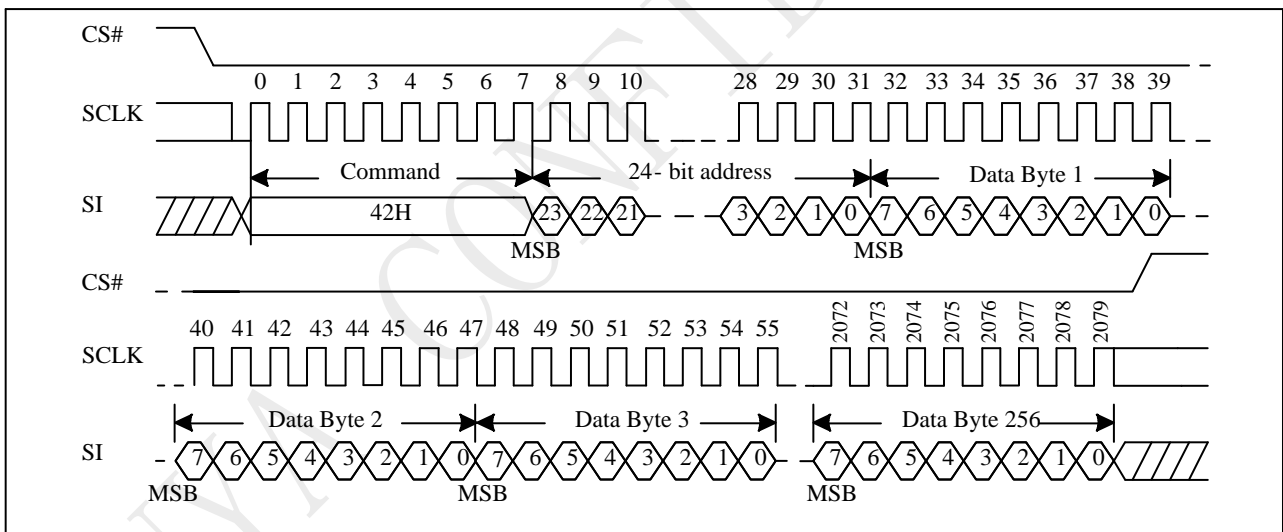 CS#
0 1 2 3 4 5 6 7 8 9 10 28 29 30 31 32 33 34 35 36 37 38 39
SCLK
Command 24- bit address Data Byte 1
SI 42H 23 22 21 3 2 1 0 7 6 5 4 3 2 1 0
MSB MSB
CS#
40 41 42 43 44 45 46 47 48 49 50 51 52 53 54 55 2072 2073 2074 2075 2076 2077 2078 2079
SCLK
Data Byte 2 Data Byte 3 Data Byte 256
SI 7 6 5 4 3 2 1 0 7 6 5 4 3 2 1 0 7 6 5 4 3 2 1 0
MSB MSB MSB